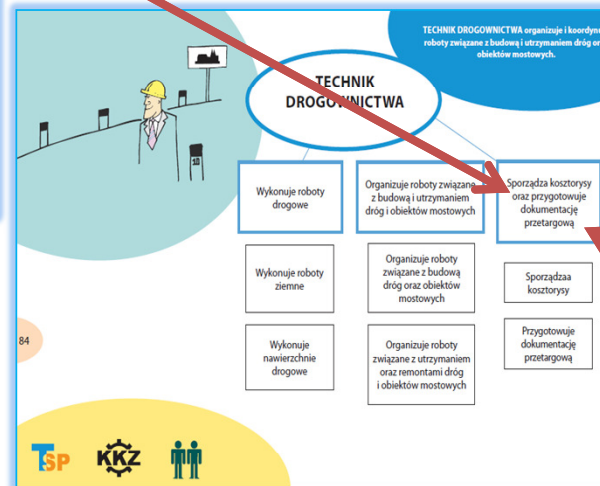 TECHNIK DROGOWNICTWA organizuje i koordynu
roboty związane z budową i utrzymaniem dróg ora
obiektów mostowych.
TECHNIK
DROGOWNICTWA
10
Wykonuje roboty
drogowe
Organizuje roboty związane
z budową i utrzymaniem
dróg i obiektów mostowych
Sporządza kosztorysy
oraz przygotowuje
dokumentację
przetargową
Wykonuje roboty
ziemne
Organizuje roboty
związane z budową
dróg oraz obiektów
mostowych
Sporządzaa
kosztorysy
Wykonuje
nawierzchnie
drogowe
Organizuje roboty
związane z utrzymaniem
oraz remontami dróg
i obiektów mostowych
Przygotowuje
dokumentację
przetargową
84
TSP KKZ